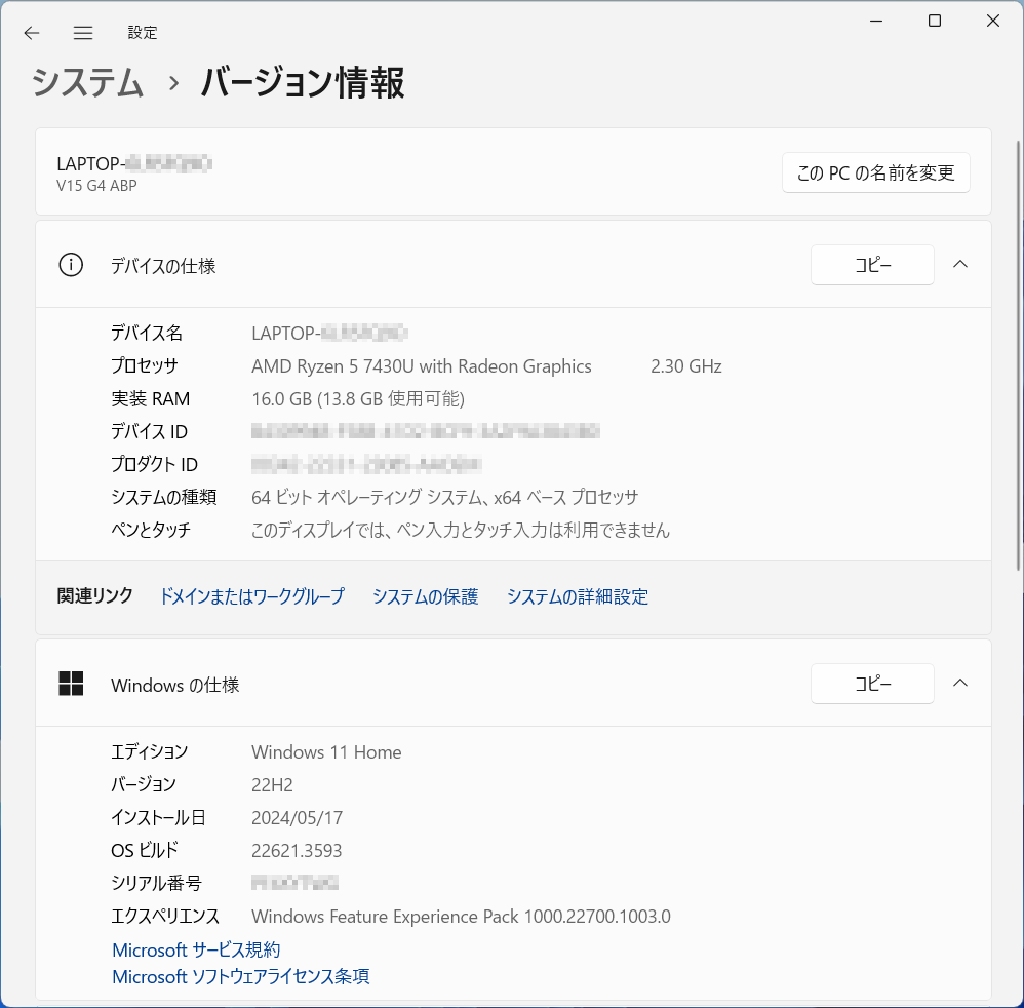 設定
システム › バージョン情報
LAPTOP-
V15 G4 ABP
この PC の名前を変更
デバイスの仕様
コピー
デバイス名 LAPTOP-
プロセッサ AMD Ryzen 5 7430U with Radeon Graphics 2.30 GHz
実装 RAM 16.0 GB (13.8 GB 使用可能)
デバイス ID
プロダクト ID
システムの種類 64 ビット オペレーティング システム、x64 ベース プロセッサ
ペンとタッチ このディスプレイでは、ペン入力とタッチ入力は利用できません
関連リンク ドメインまたはワークグループ システムの保護 システムの詳細設定
Windows の仕様
コピー
エディション Windows 11 Home
バージョン 22H2
インストール日 2024/05/17
OS ビルド 22621.3593
シリアル番号
エクスペリエンス Windows Feature Experience Pack 1000.22700.1003.0
Microsoft サービス規約
Microsoft ソフトウェアライセンス条項